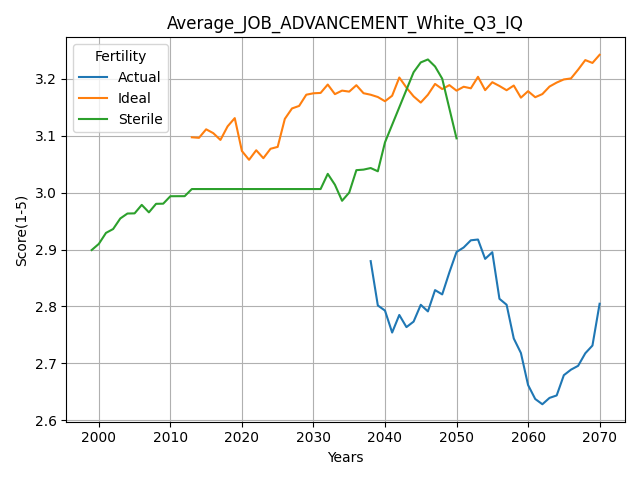 Average_JOB_ADVANCEMENT_White_Q3_IQ
Fertility
Actual
Ideal
Sterile
Score(1-5)
3.2
3.1
3.0
2.9
2.8
2.7
2.6
2000 2010 2020 2030 2040 2050 2060 2070
Years